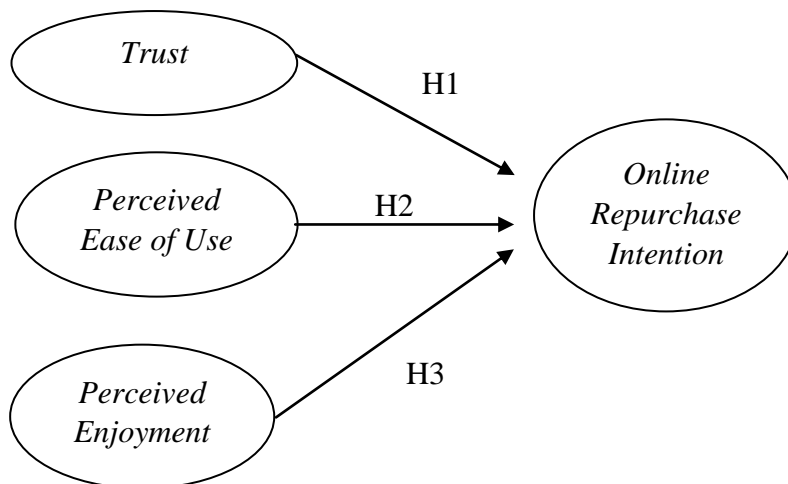 Trust
H1
Perceived
Ease of Use
H2
Online
Repurchase
Intention
Perceived
Enjoyment
H3